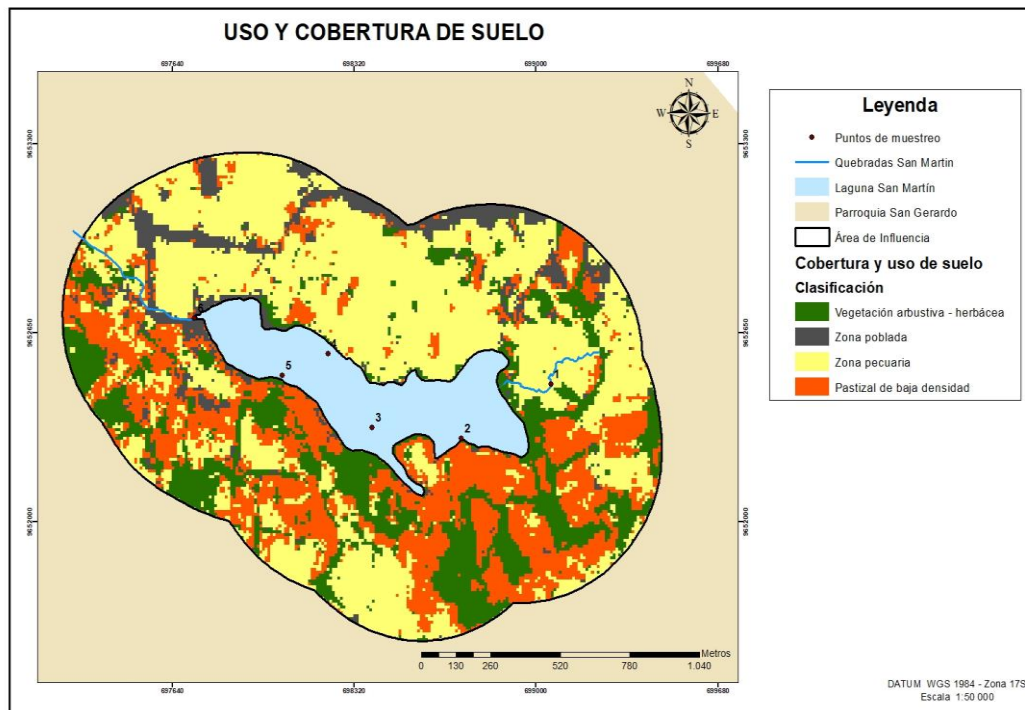 USO Y COBERTURA DE SUELO
697640 698320 699000 699680
9653300 9653300
N
W E
S
9652650 9652650
6
5
1
3
2
9652000 9652000
Metros
0 130 260 520 780 1.040
697640 698320 699000 699680
Leyenda
Puntos de muestreo
Quebradas San Martin
Laguna San Martín
Parroquia San Gerardo
Área de Influencia
Cobertura y uso de suelo
Clasificación
Vegetación arbustiva - herbácea
Zona poblada
Zona pecuaria
Pastizal de baja densidad
DATUM WGS 1984 - Zona 17S
Escala 1:50 000